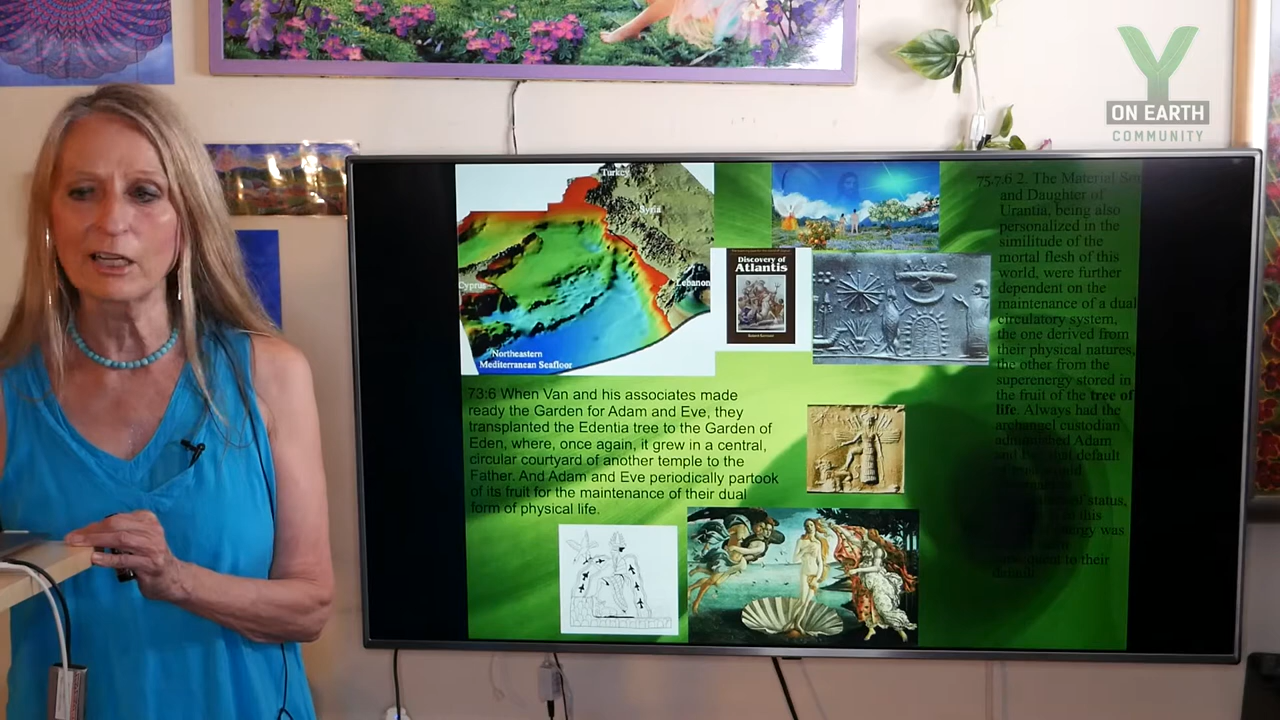 Y
ON EARTH
COMMUNITY
Turkey
Syria
Cyprus
Lebanon
Northeastern
Mediterranean Seafloor
Discovery of
Atlantis
73:6 When Van and his associates made
ready the Garden for Adam and Eve, they
transplanted the Edentia tree to the Garden of
Eden, where, once again, it grew in a central,
circular courtyard of another temple to the
Father. And Adam and Eve periodically partook
of its fruit for the maintenance of their dual
form of physical life.
75:7.6 2. The Material Son
and Daughter of
Urantia, being also
personalized in the
similitude of the
mortal flesh of this
world, were further
dependent on the
maintenance of a dual
circulatory system,
the one derived from
their physical natures,
the other from the
superenergy stored in
the fruit of the tree of
life. Always had the
archangel custodian
admonished Adam
and that default
status,
this
was
to their